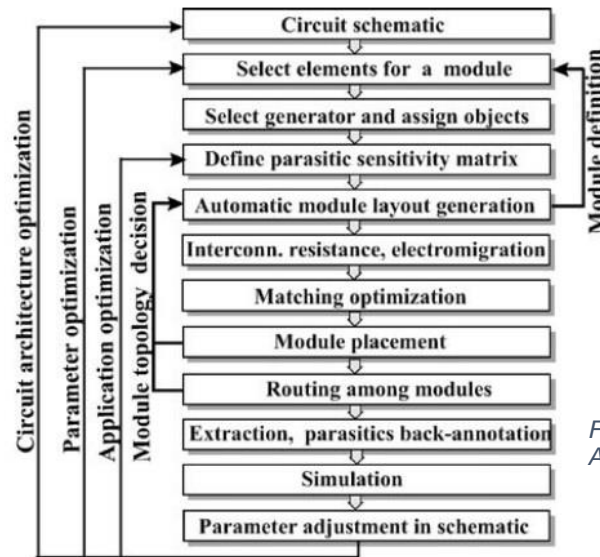 Circuit schematic
Select elements for a module
Select generator and assign objects
Define parasitic sensitivity matrix
Automatic module layout generation
Interconn. resistance, electromigration
Matching optimization
Module placement
Routing among modules
Extraction, parasitics back-annotation
Simulation
Parameter adjustment in schematic
Circuit architecture optimization
Parameter optimization
Application optimization
Module topology decision
Module definition
F
A